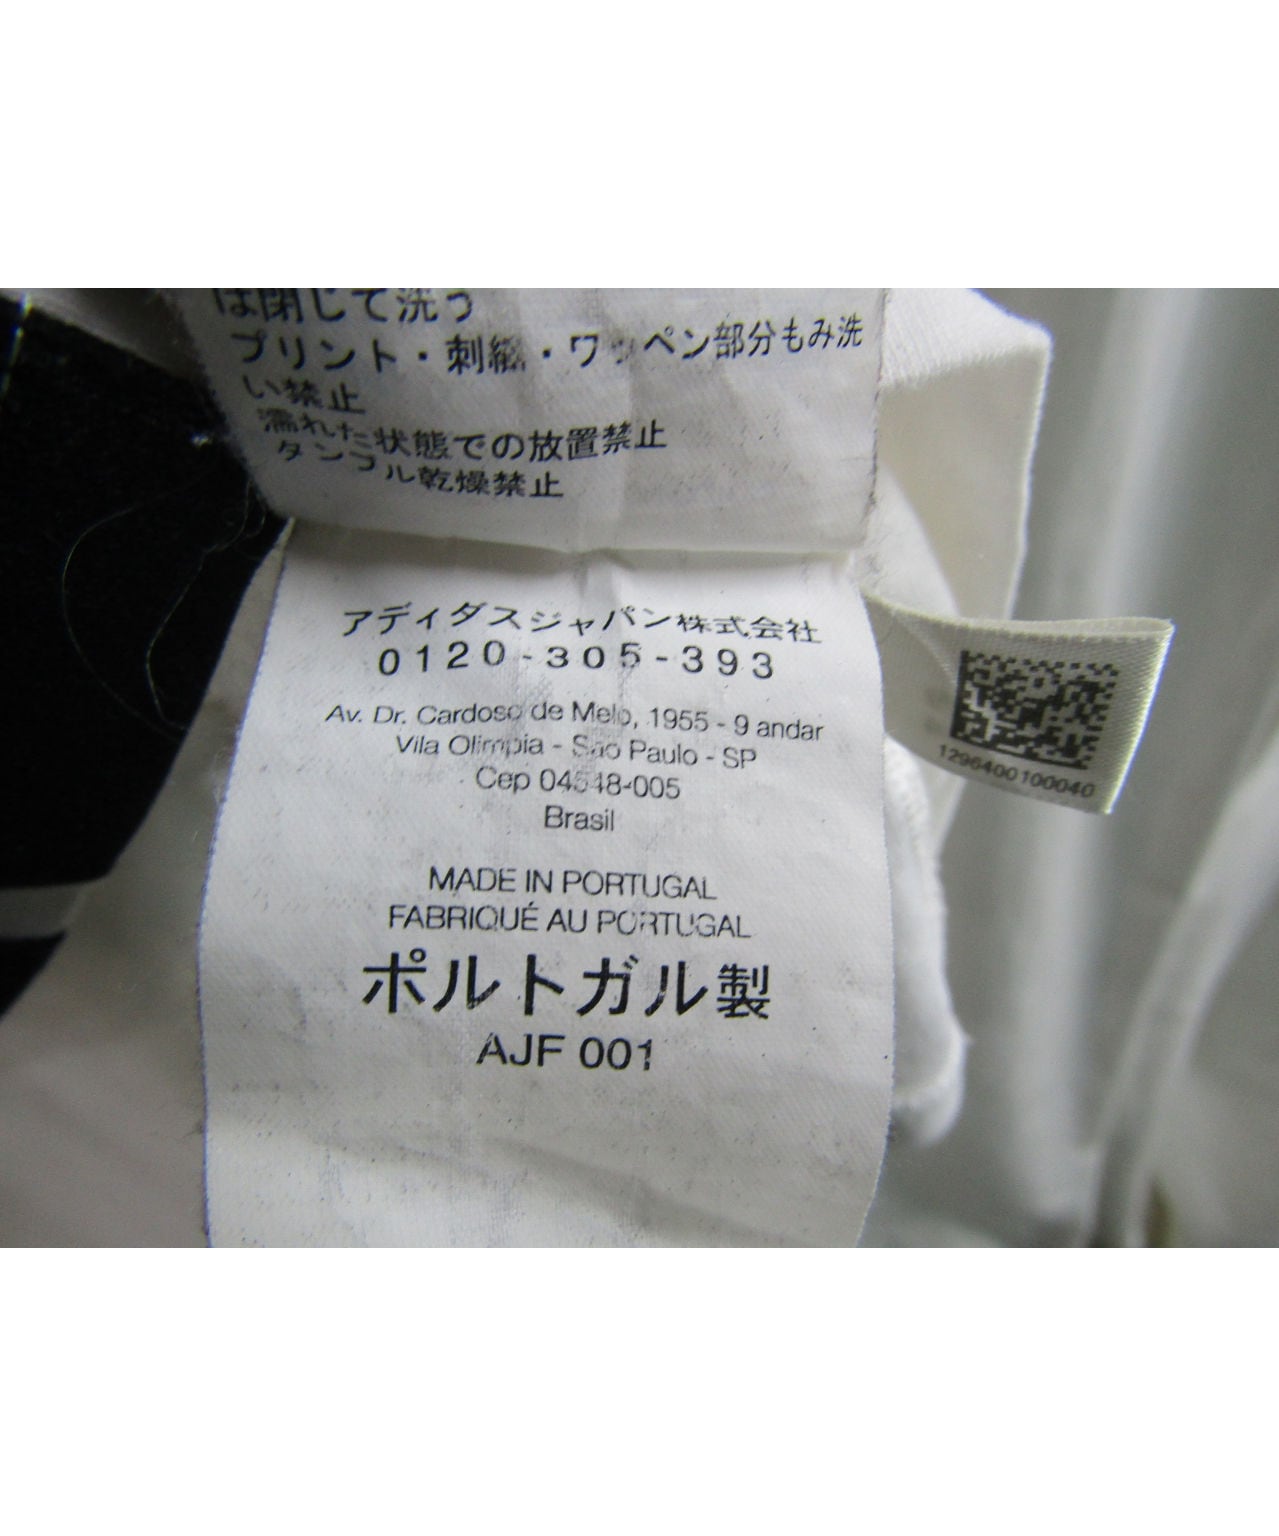 は閉じて洗う
プリント・刺繍・ワッペン部分もみ洗
い禁止
濡れた状態での放置禁止
タンブル乾燥禁止
アディダスジャパン株式会社
0120-305-393
Av. Dr. Cardoso de Melo, 1955 - 9 andar
Vila Olimpia - São Paulo - SP
Cep 04548-005
Brasil
MADE IN PORTUGAL
FABRIQUÉ AU PORTUGAL
ポルトガル製
AJF 001
1296400100040